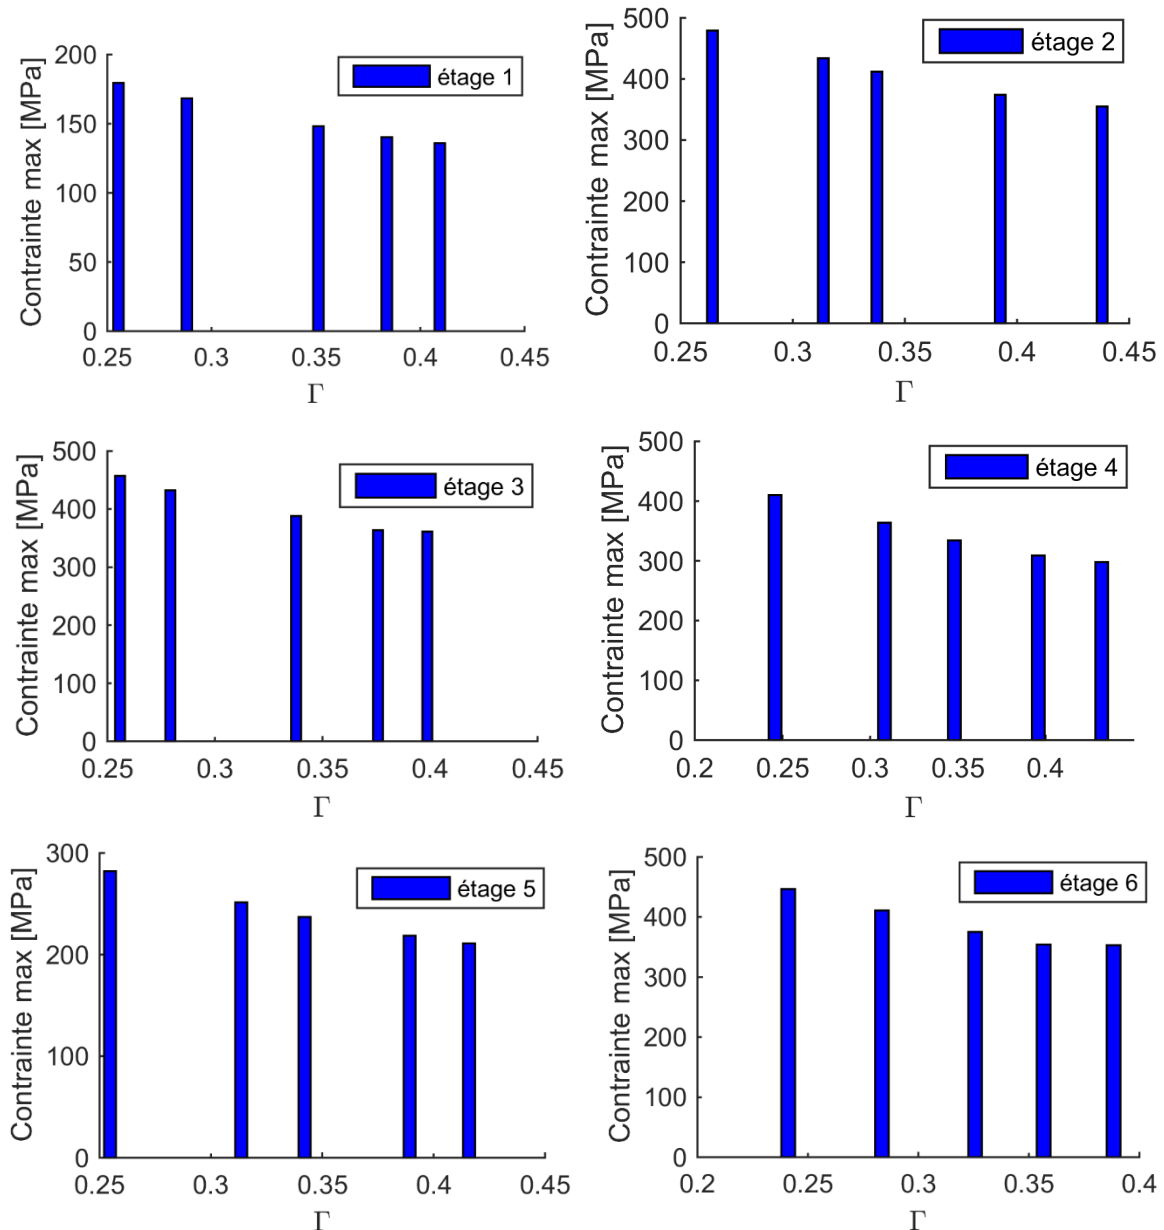 Contrainte max [MPa]
200
150
100
50
0
étage 1
0.25 0.3 0.35 0.4 0.45
Γ
Contrainte max [MPa]
500
400
300
200
100
0
étage 2
0.25 0.3 0.35 0.4 0.45
Γ
Contrainte max [MPa]
500
400
300
200
100
0
étage 3
0.25 0.3 0.35 0.4 0.45
Γ
Contrainte max [MPa]
500
400
300
200
100
0
étage 4
0.2 0.25 0.3 0.35 0.4
Γ
Contrainte max [MPa]
300
200
100
0
étage 5
0.25 0.3 0.35 0.4 0.45
Γ
Contrainte max [MPa]
500
400
300
200
100
0
étage 6
0.2 0.25 0.3 0.35 0.4
Γ